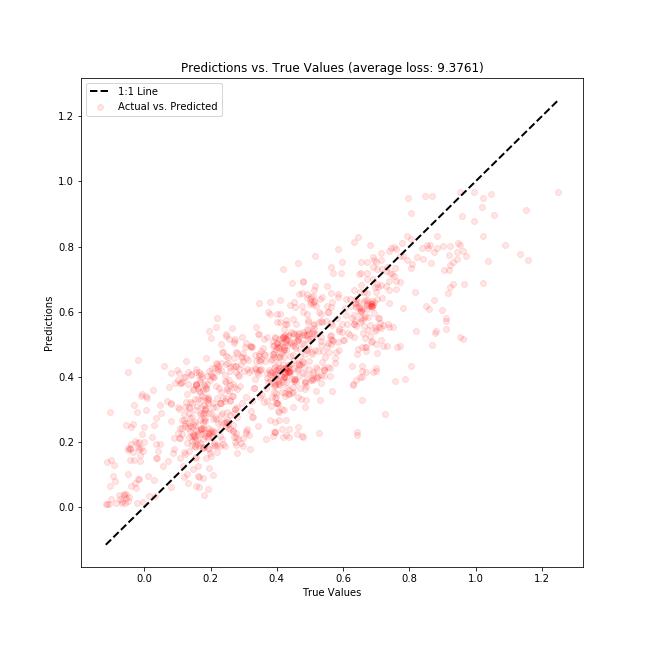 Predictions vs. True Values (average loss: 9.3761)
1:1 Line
Actual vs. Predicted
1.2
1.0
0.8
0.6
0.4
0.2
0.0
Predictions
0.0 0.2 0.4 0.6 0.8 1.0 1.2
True Values